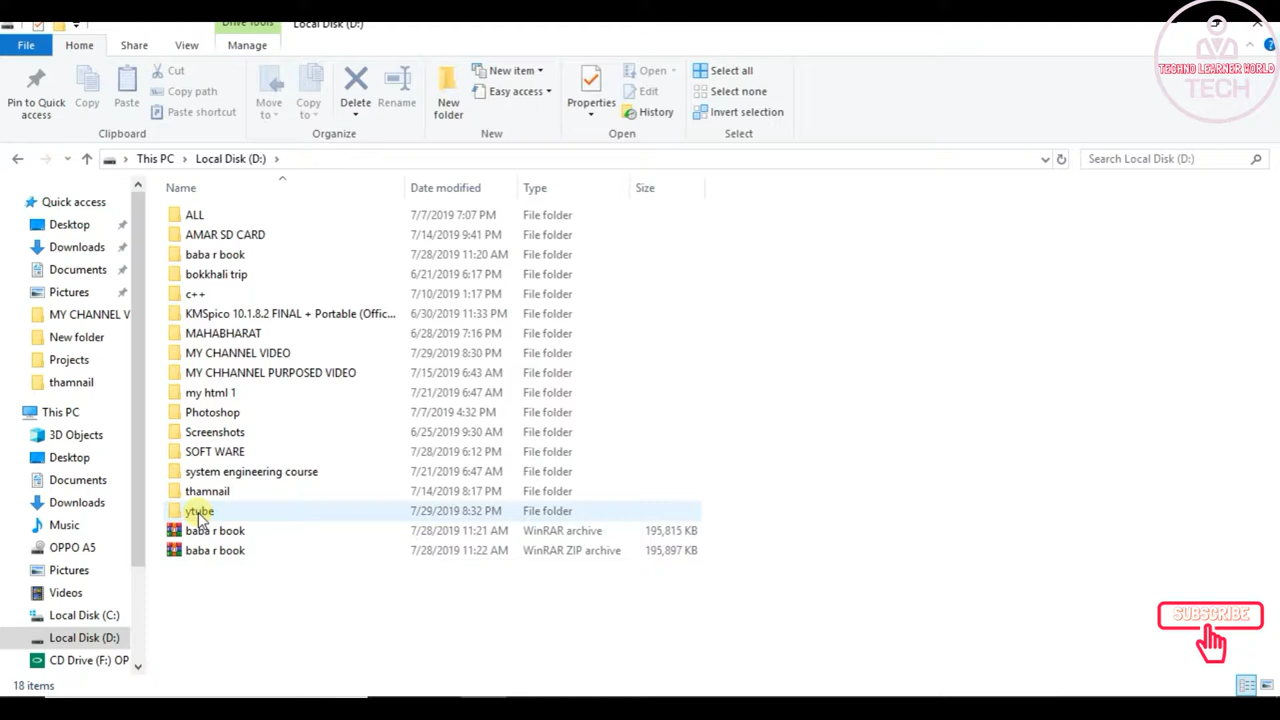 Drive Tools
Local Disk (D:)
File
Home
Share
View
Manage
Pin to Quick access
Copy
Paste
Cut
Copy path
Paste shortcut
Clipboard
Move to
Copy to
Delete
Rename
Organize
New folder
New item
Easy access
New
Properties
Open
Edit
History
Open
Select all
Select none
Invert selection
Select
TECHNO LEARNER WORLD
TECH
This PC > Local Disk (D:) >
Search Local Disk (D:)
Name Date modified Type Size
Quick access
Desktop
Downloads
Documents
Pictures
MY CHANNEL V
New folder
Projects
thamnail
This PC
3D Objects
Desktop
Documents
Downloads
Music
OPPO A5
Pictures
Videos
Local Disk (C:)
Local Disk (D:)
CD Drive (F:) OP
ALL 7/7/2019 7:07 PM File folder
AMAR SD CARD 7/14/2019 9:41 PM File folder
baba r book 7/28/2019 11:20 AM File folder
bokkhali trip 6/21/2019 6:17 PM File folder
c++ 7/10/2019 1:17 PM File folder
KMSpico 10.1.8.2 FINAL + Portable (Offic... 6/30/2019 11:33 PM File folder
MAHABHARAT 6/28/2019 7:16 PM File folder
MY CHANNEL VIDEO 7/29/2019 8:30 PM File folder
MY CHHANNEL PURPOSED VIDEO 7/15/2019 6:43 AM File folder
my html 1 7/21/2019 6:47 AM File folder
Photoshop 7/7/2019 4:32 PM File folder
Screenshots 6/25/2019 9:30 AM File folder
SOFT WARE 7/28/2019 6:12 PM File folder
system engineering course 7/21/2019 6:47 AM File folder
thamnail 7/14/2019 8:17 PM File folder
ytube 7/29/2019 8:32 PM File folder
baba r book 7/28/2019 11:21 AM WinRAR archive 195,815 KB
baba r book 7/28/2019 11:22 AM WinRAR ZIP archive 195,897 KB
SUBSCRIBE
18 items